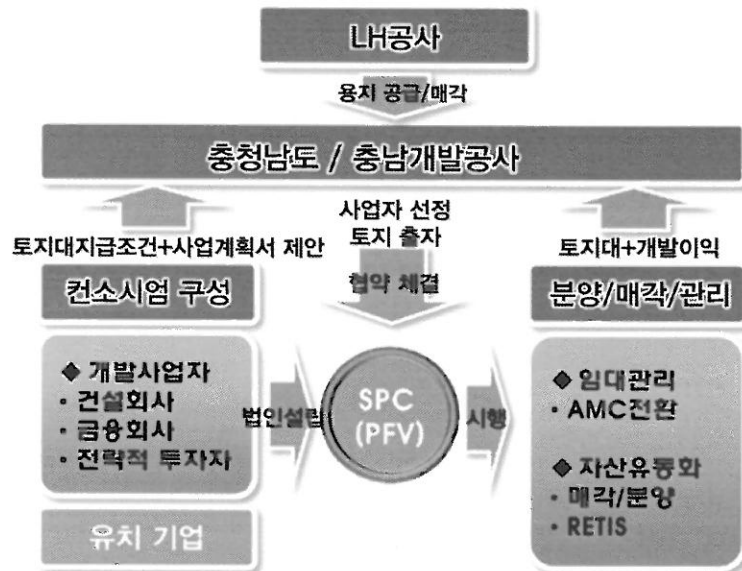 LH공사
용지 공급/매각
충청남도 / 충남개발공사
토지대지급조건+사업계획서 제안
사업자 선정
토지 출자
협약 체결
토지대+개발이익
컨소시엄 구성
◆ 개발사업자
· 건설회사
· 금융회사
· 전략적 투자자
유치 기업
법인설립
SPC
(PFV)
시행
분양/매각/관리
◆ 임대관리
· AMC전환
◆ 자산유동화
· 매각/분양
· RETIS